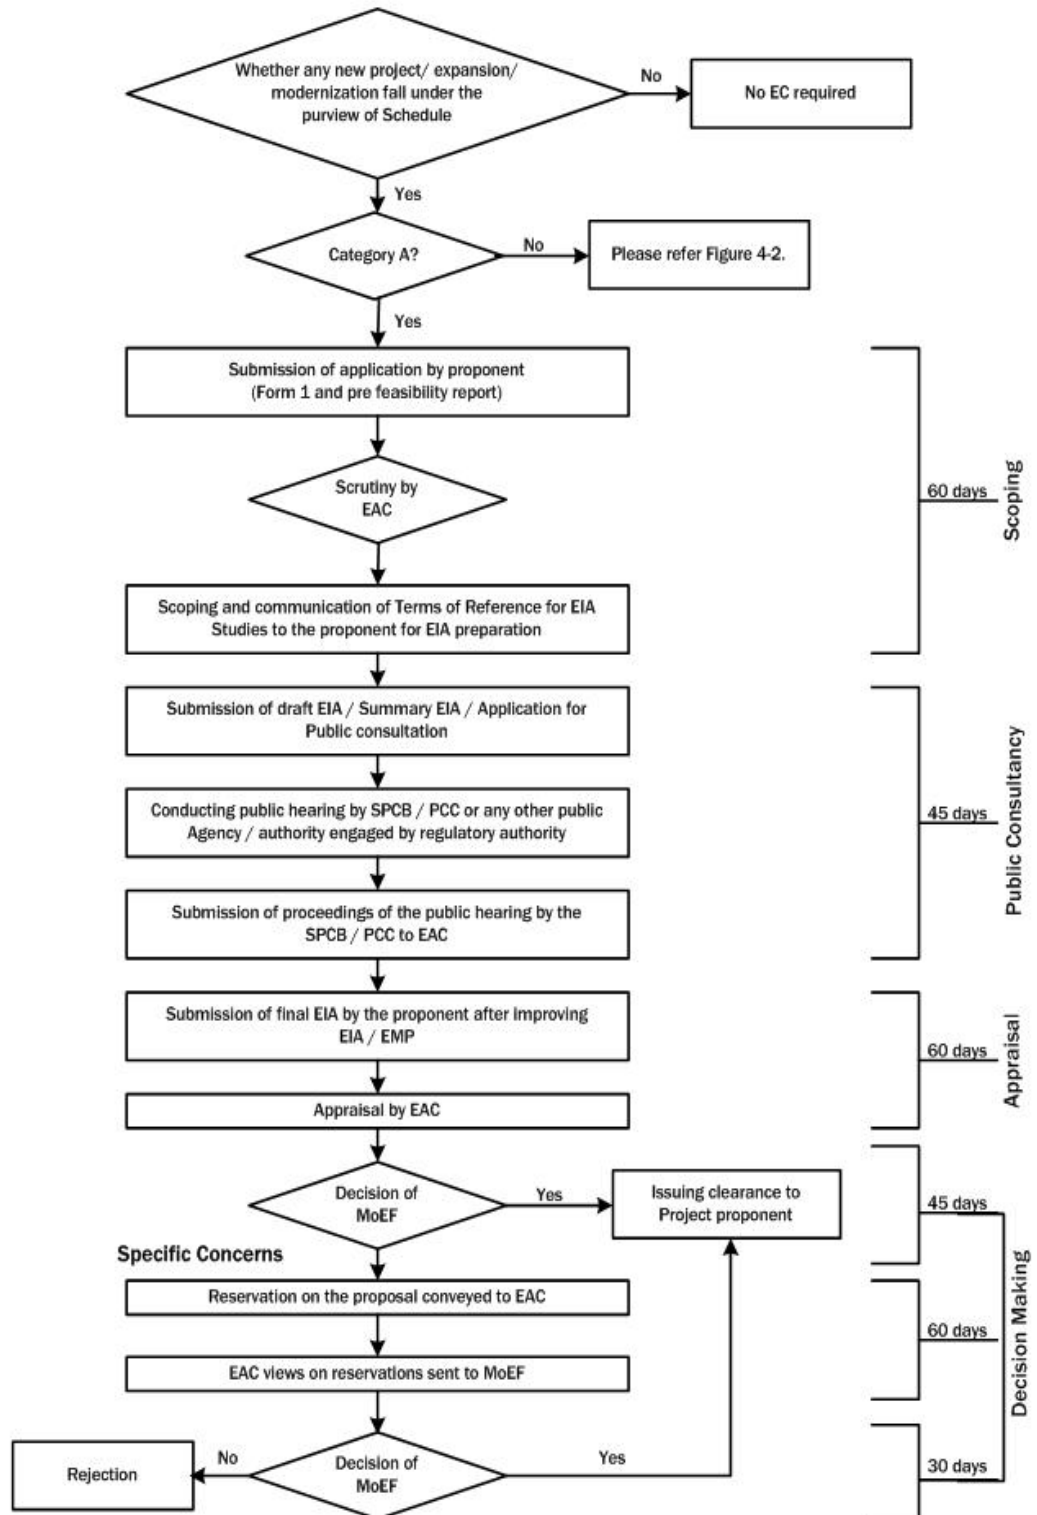 Whether any new project/ expansion/
modernization fall under the
purview of Schedule
No
No EC required
Yes
Category A?
No
Please refer Figure 4-2.
Yes
Submission of application by proponent
(Form 1 and pre feasibility report)
Scrutiny by
EAC
60 days
Scoping
Scoping and communication of Terms of Reference for EIA
Studies to the proponent for EIA preparation
Submission of draft EIA / Summary EIA / Application for
Public consultation
Conducting public hearing by SPCB / PCC or any other public
Agency / authority engaged by regulatory authority
45 days
Public Consultancy
Submission of proceedings of the public hearing by the
SPCB / PCC to EAC
Submission of final EIA by the proponent after improving
EIA / EMP
60 days
Appraisal
Appraisal by EAC
Decision of
MoEF
Yes
Issuing clearance to
Project proponent
45 days
Specific Concerns
Reservation on the proposal conveyed to EAC
60 days
Decision Making
EAC views on reservations sent to MoEF
Decision of
MoEF
No
Rejection
Yes
30 days